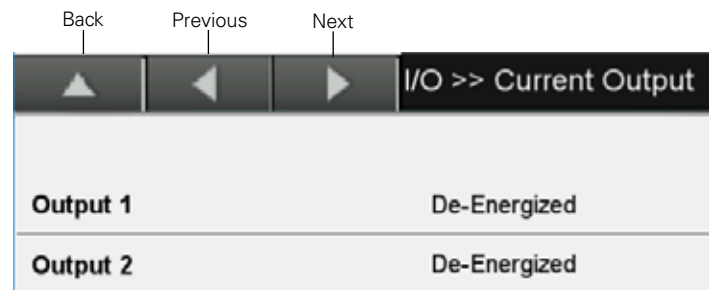 Back Previous Next
I/O >> Current Output
Output 1 De-Energized
Output 2 De-Energized